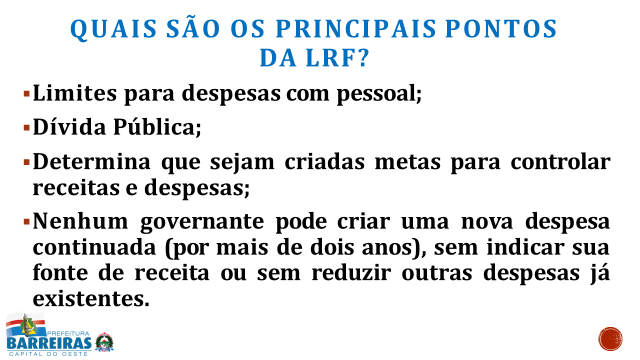 QUAIS SÃO OS PRINCIPAIS PONTOS
DA LRF?
▪Limites para despesas com pessoal;
▪Dívida Pública;
▪Determina que sejam criadas metas para controlar
receitas e despesas;
▪Nenhum governante pode criar uma nova despesa
continuada (por mais de dois anos), sem indicar sua
fonte de receita ou sem reduzir outras despesas já
existentes.
PREFEITURA
BARREIRAS
CAPITAL DO OESTE